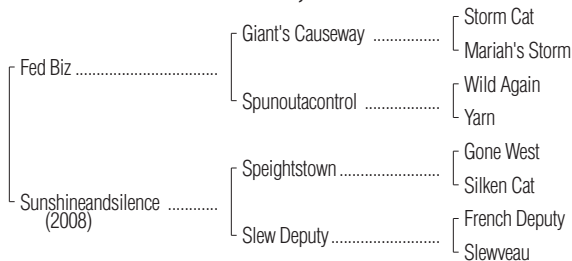 Storm Cat
Giant's Causeway ................
Mariah's Storm
Fed Biz .................................
Wild Again
Spunoutacontrol ..................
Yarn
Gone West
Speightstown ........................
Silken Cat
Sunshineandsilence ............
(2008)
French Deputy
Slew Deputy..........................
Slewveau